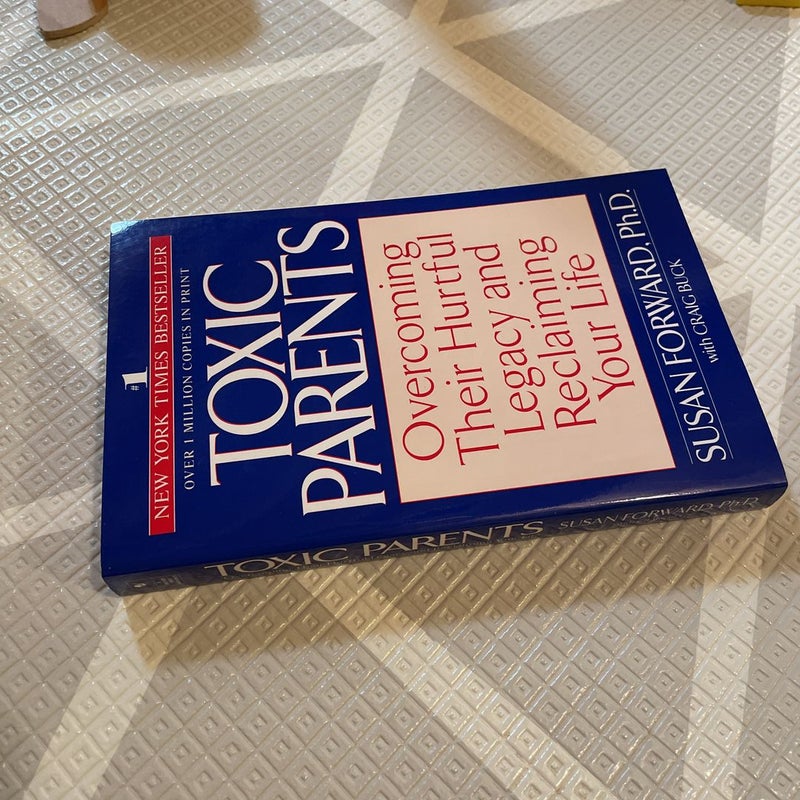 #1
NEW YORK TIMES BESTSELLER
OVER 1 MILLION COPIES IN PRINT
TOXIC
PARENTS
Overcoming
Their Hurtful
Legacy and
Reclaiming
Your Life
SUSAN FORWARD, Ph.D.
with CRAIG BUCK
TOXIC PARENTS
SUSAN FORWARD, Ph.D.